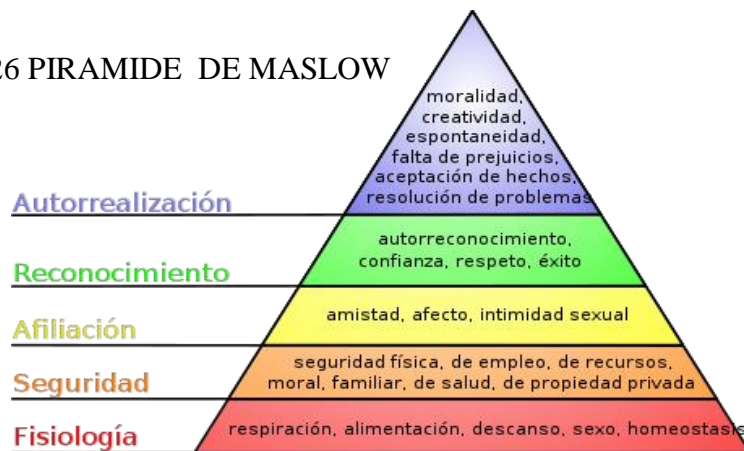 26 PIRAMIDE DE MASLOW
moralidad,
creatividad,
espontaneidad,
falta de prejuicios,
aceptación de hechos,
resolución de problemas
Autorrealización
autorreconocimiento,
confianza, respeto, éxito
Reconocimiento
amistad, afecto, intimidad sexual
Afiliación
seguridad física, de empleo, de recursos,
moral, familiar, de salud, de propiedad privada
Seguridad
respiración, alimentación, descanso, sexo, homeostasis
Fisiología